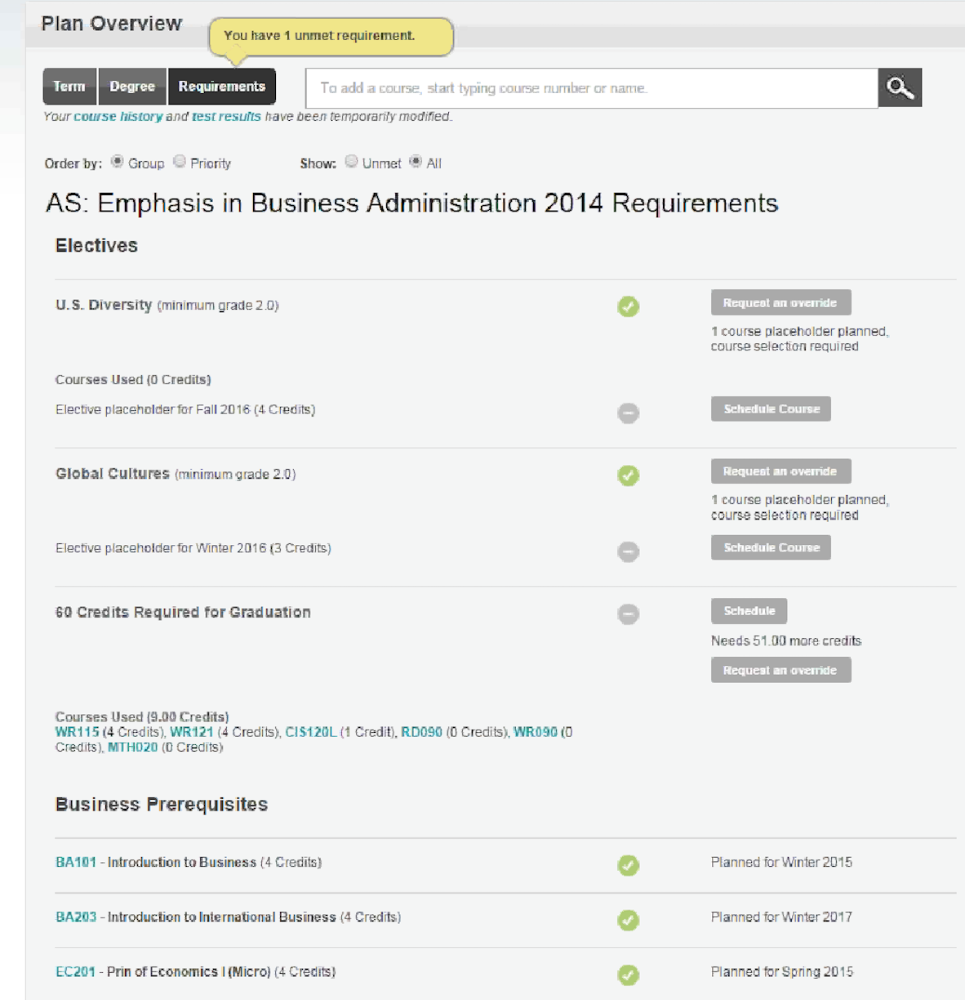 Plan Overview
You have 1 unmet requirement.
Term Degree Requirements
To add a course, start typing course number or name.
Your course history and test results have been temporarily modified.
Order by: Group Priority Show: Unmet All
AS: Emphasis in Business Administration 2014 Requirements
Electives
U.S. Diversity (minimum grade 2.0)
Request an override
1 course placeholder planned,
course selection required
Courses Used (0 Credits)
Elective placeholder for Fall 2016 (4 Credits)
Schedule Course
Global Cultures (minimum grade 2.0)
Request an override
1 course placeholder planned,
course selection required
Elective placeholder for Winter 2016 (3 Credits)
Schedule Course
60 Credits Required for Graduation
Schedule
Needs 51.00 more credits
Request an override
Courses Used (9.00 Credits)
WR115 (4 Credits), WR121 (4 Credits), CIS120L (1 Credit), RD090 (0 Credits), WR090 (0
Credits), MTH020 (0 Credits)
Business Prerequisites
BA101 - Introduction to Business (4 Credits)
Planned for Winter 2015
BA203 - Introduction to International Business (4 Credits)
Planned for Winter 2017
EC201 - Prin of Economics I (Micro) (4 Credits)
Planned for Spring 2015